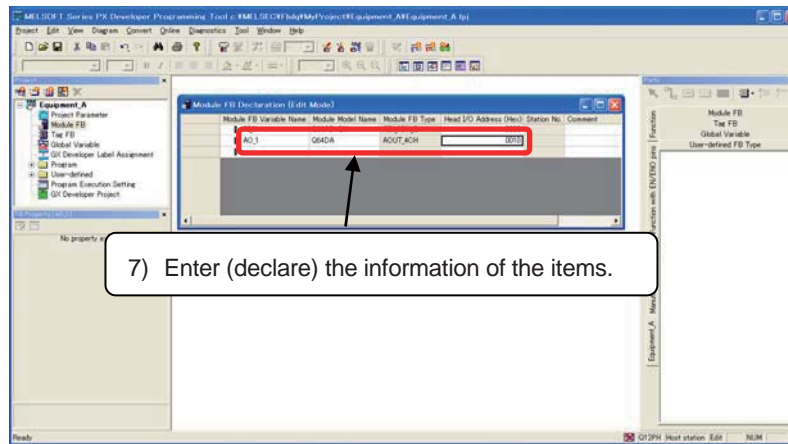 MELSOFT Series PX Developer Programming Tool c:¥MELSEC¥Fbdq¥MyProject¥Equipment_A¥Equipment_A.fpj
Project Edit View Diagram Convert Online Diagnostics Tool Window Help
Project
Equipment_A
Project Parameter
Module FB
Tag FB
Global Variable
GX Developer Label Assignment
Program
User-defined
Program Execution Setting
GX Developer Project
No property
Module FB Declaration (Edit Mode)
Module FB Variable Name Module Model Name Module FB Type Head I/O Address (Hex) Station No. Comment
AO_1 Q64DA AOUT_4CH 0010
7) Enter (declare) the information of the items.
Parts
Module FB
Tag FB
Global Variable
User-defined FB Type
Function
Function with EN/ENO pins
Equipment_A
Ready
Q12PH Host station Edit NUM